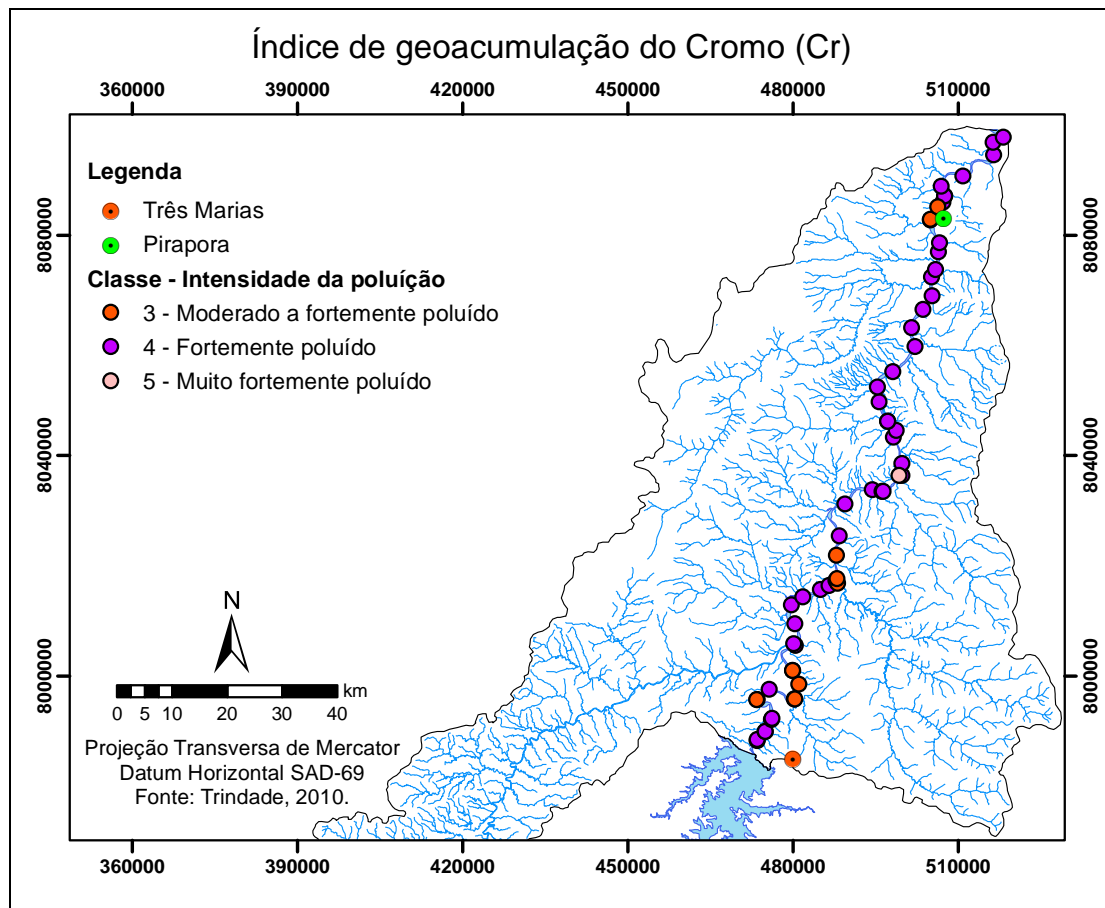 Índice de geoacumulação do Cromo (Cr)
360000 390000 420000 450000 480000 510000
Legenda
Três Marias
Pirapora
Classe - Intensidade da poluíção
3 - Moderado a fortemente poluído
4 - Fortemente poluído
5 - Muito fortemente poluído
8080000
8040000
8000000
8080000
8040000
8000000
N
km
0 5 10 20 30 40
Projeção Transversa de Mercator
Datum Horizontal SAD-69
Fonte: Trindade, 2010.
360000 390000 420000 450000 480000 510000